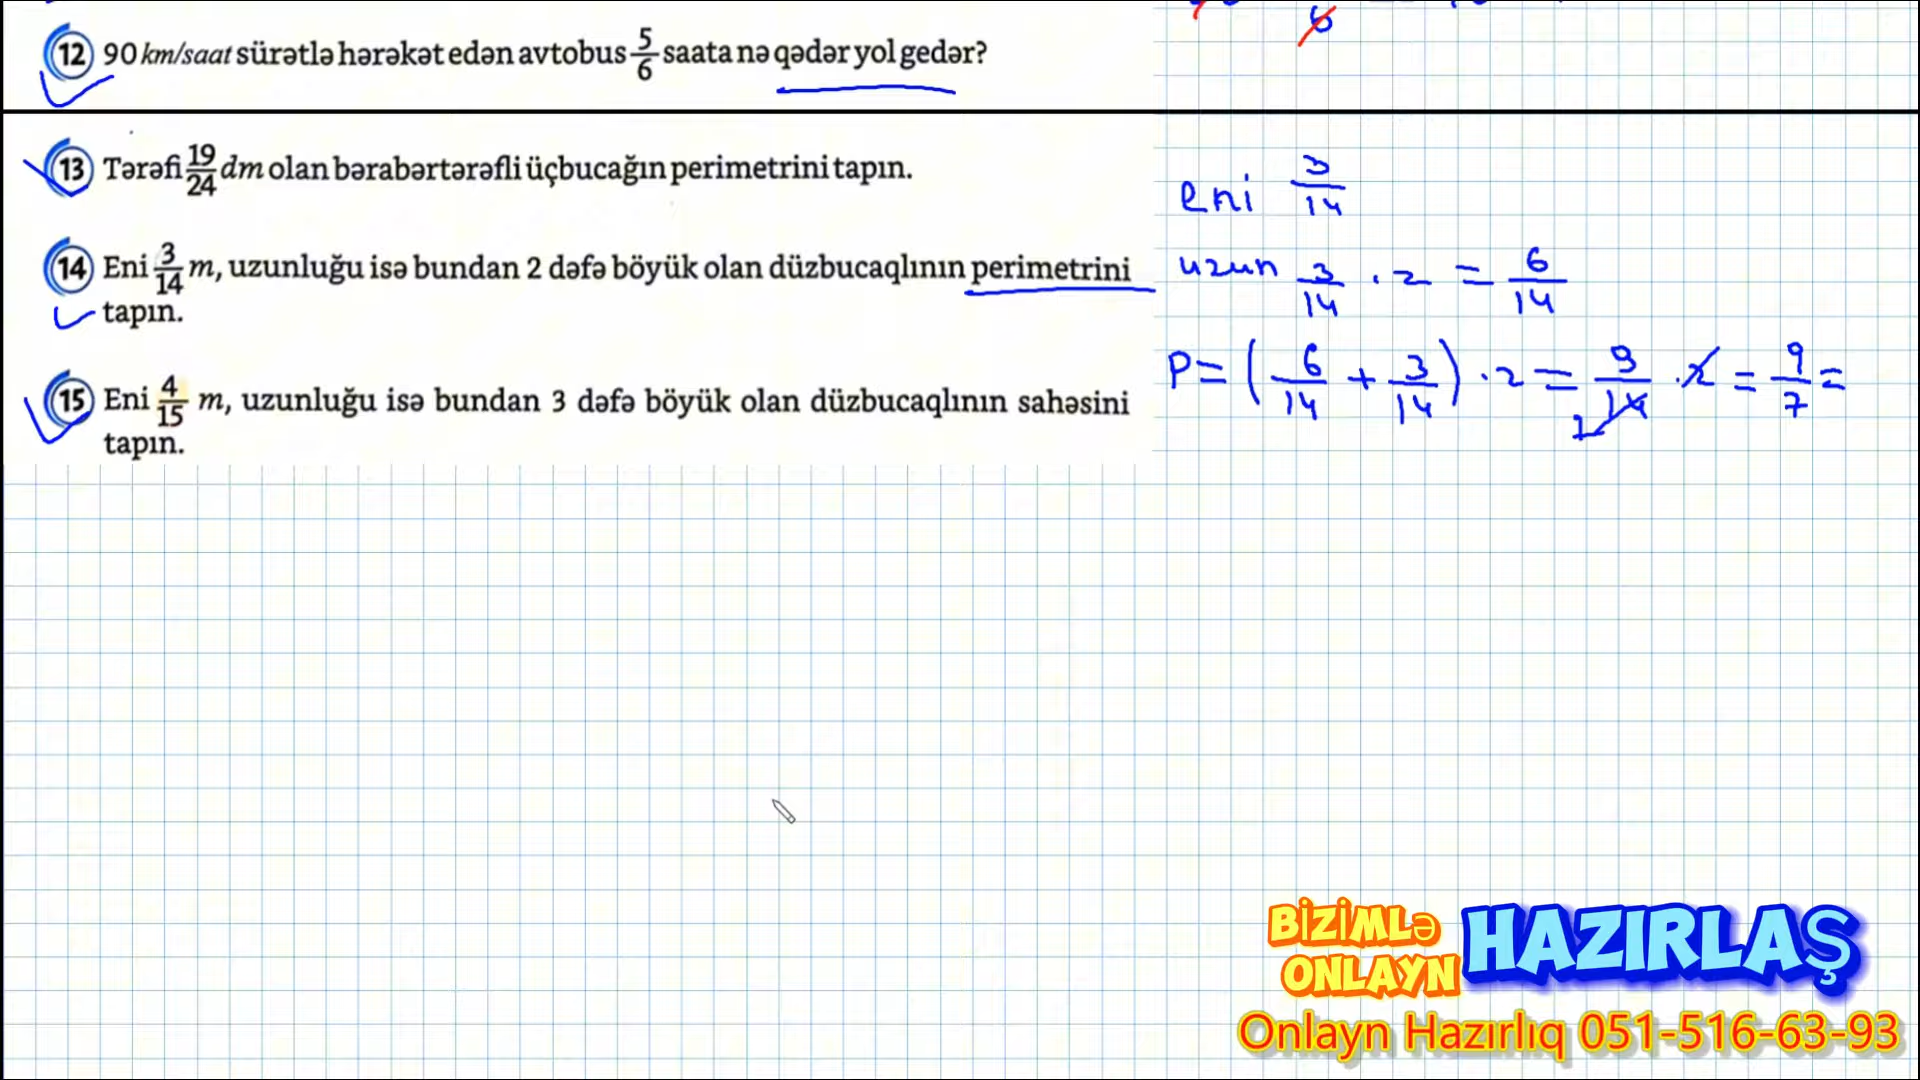 12 90 km/saat sürətlə hərəkət edən avtobus 5/6 saata nə qədər yol gedər?
13 Tərəfi 19/24 dm olan bərabərtərəfli üçbucağın perimetrini tapın.
14 Eni 3/14 m, uzunluğu isə bundan 2 dəfə böyük olan düzbucaqlının perimetrini
tapın.
15 Eni 4/15 m, uzunluğu isə bundan 3 dəfə böyük olan düzbucaqlının sahəsini
tapın.
6
eni 3/14
uzun 3/14 · 2 = 6/14
P = (6/14 + 3/14) · 2 = 9/14 · 2 = 9/7 =
BİZİMLƏ
ONLAYN
HAZIRLAŞ
Onlayn Hazırlıq 051-516-63-93